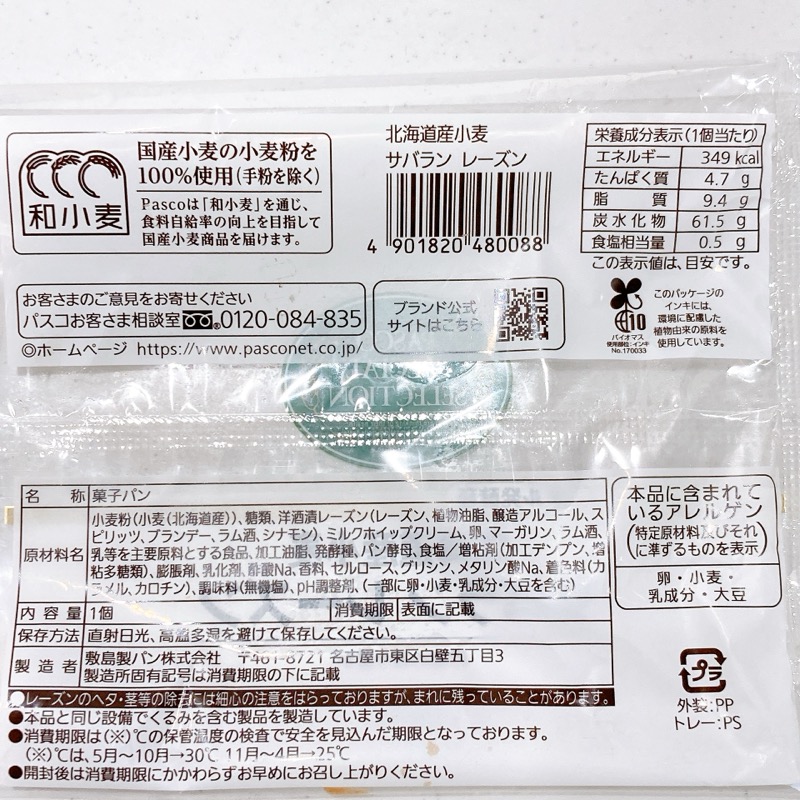 和小麦
国産小麦の小麦粉を
100%使用(手粉を除く)
Pascoは「和小麦」を通じ、
食料自給率の向上を目指して
国産小麦商品を届けます。
北海道産小麦
サバラン レーズン
4 901820 480088
栄養成分表示(1個当たり)
エネルギー 349 kcal
たんぱく質 4.7 g
脂質 9.4 g
炭水化物 61.5 g
食塩相当量 0.5 g
この表示値は、目安です。
お客さまのご意見をお寄せください
パスコお客さま相談室 0120-084-835
◎ホームページ https://www.pasconet.co.jp/
ブランド公式
サイトはこちら
10
バイオマス
使用部位:インキ
No.170033
このパッケージの
インキには、
環境に配慮した
植物由来の原料を
使用しています。
SELECTION
名称 菓子パン
原材料名 小麦粉(小麦(北海道産))、糖類、洋酒漬レーズン(レーズン、植物油脂、醸造アルコール、ス
ピリッツ、ブランデー、ラム酒、シナモン)、ミルクホイップクリーム、卵、マーガリン、ラム酒、
乳等を主要原料とする食品、加工油脂、発酵種、パン酵母、食塩/増粘剤(加工デンプン、増
粘多糖類)、膨脹剤、乳化剤、酢酸Na、香料、セルロース、グリシン、メタリン酸Na、着色料(カ
ラメル、カロチン)、調味料(無機塩)、pH調整剤、(一部に卵・小麦・乳成分・大豆を含む)
内容量 1個 消費期限 表面に記載
保存方法 直射日光、高温多湿を避けて保存してください。
製造者 敷島製パン株式会社 〒461-8721 名古屋市東区白壁五丁目3
製造所固有記号は消費期限の下に記載
本品に含まれて
いるアレルゲン
(特定原材料及びそれ
に準ずるものを表示)
卵・小麦・
乳成分・大豆
プラ
外装:PP
トレー:PS
●レーズンのヘタ・茎等の除去には細心の注意をはらっておりますが、まれに残っていることがあります。
●本品と同じ設備でくるみを含む製品を製造しています。
●消費期限は(※)℃の保管温度の検査で安全を見込んだ期限となっております。
(※)℃は、5月〜10月→30℃ 11月〜4月→25℃
●開封後は消費期限にかかわらずお早めにお召し上がりください。